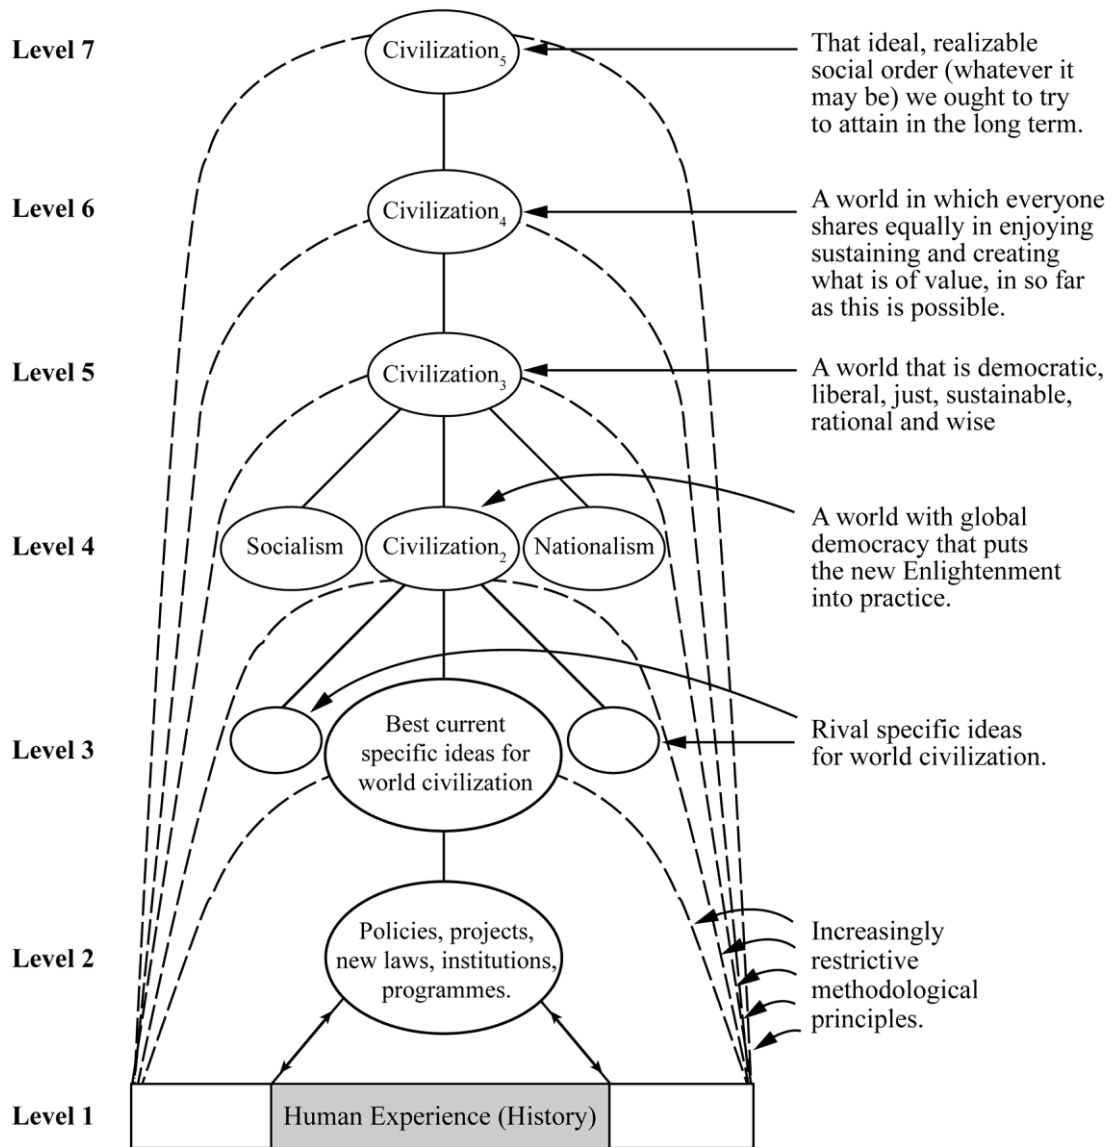 Level 7
Civilization₅
That ideal, realizable
social order (whatever it
may be) we ought to try
to attain in the long term.
Level 6
Civilization₄
A world in which everyone
shares equally in enjoying
sustaining and creating
what is of value, in so far
as this is possible.
Level 5
Civilization₃
A world that is democratic,
liberal, just, sustainable,
rational and wise
Level 4
Socialism
Civilization₂
Nationalism
A world with global
democracy that puts
the new Enlightenment
into practice.
Level 3
Best current
specific ideas for
world civilization
Rival specific ideas
for world civilization.
Level 2
Policies, projects,
new laws, institutions,
programmes.
Increasingly
restrictive
methodological
principles.
Level 1
Human Experience (History)